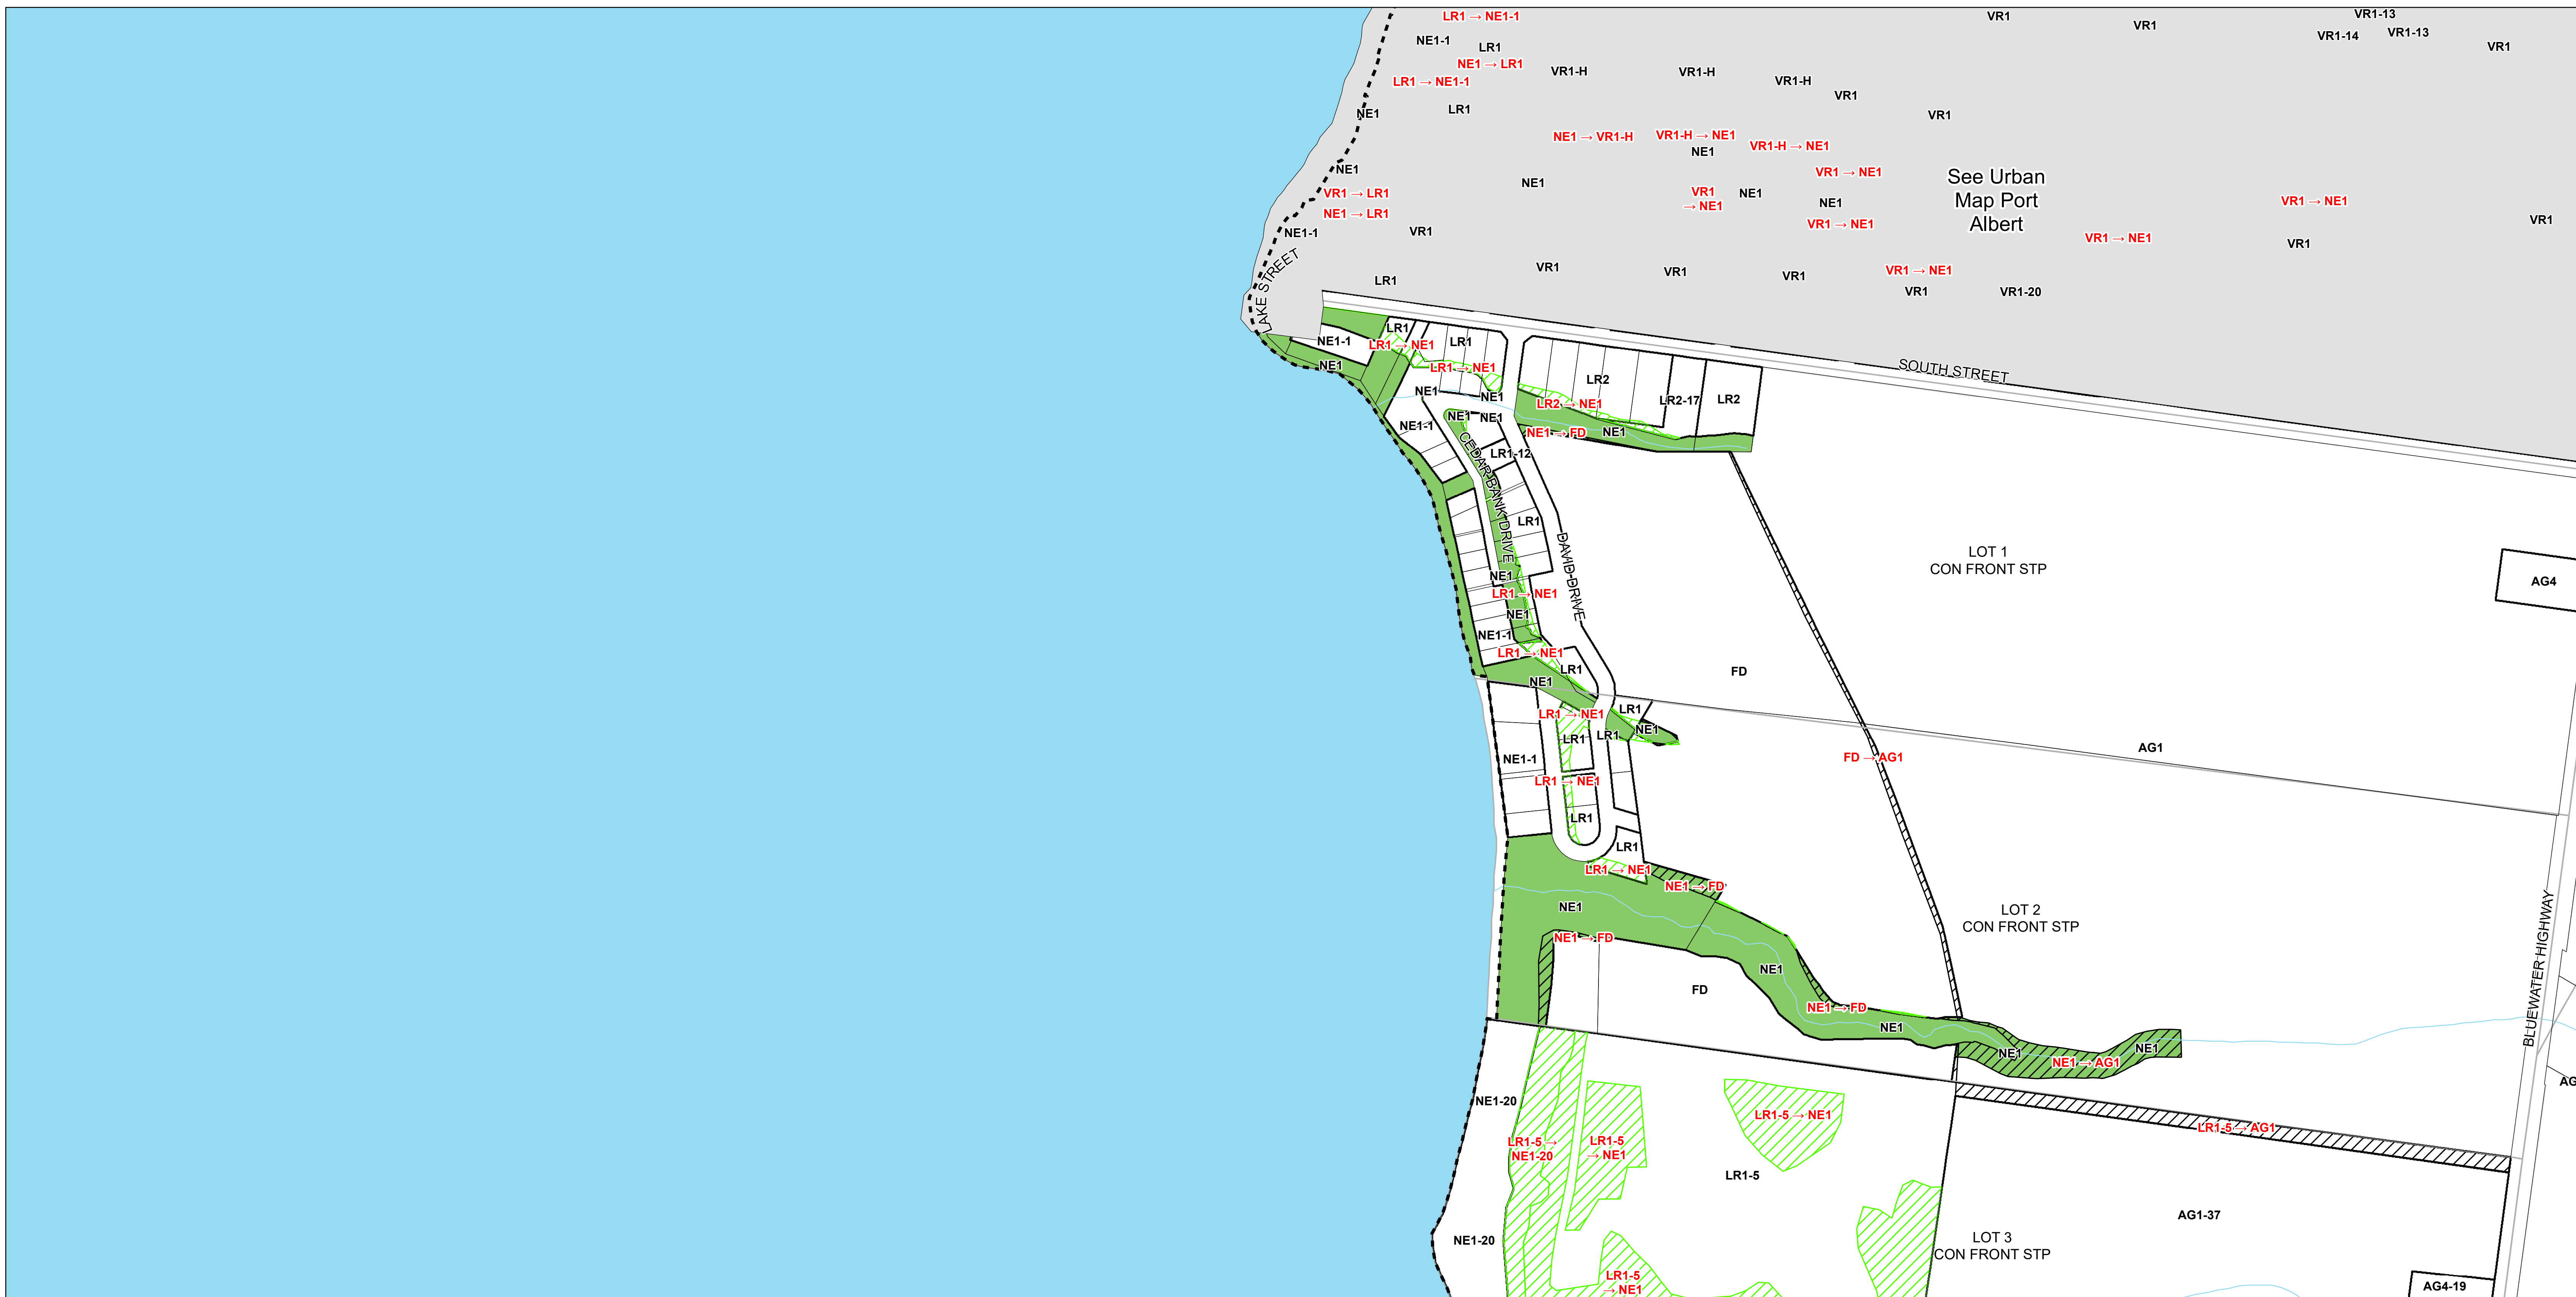 LR1 → NE1-1
VR1
VR1-13
VR1
VR1-14
VR1-13
VR1
NE1-1
LR1
NE1 → LR1
LR1 → NE1-1
VR1-H
VR1-H
VR1-H
VR1
LR1
NE1
VR1
NE1 → VR1-H
VR1-H → NE1
NE1
VR1-H → NE1
NE1
VR1 → NE1
NE1
VR1 → LR1
VR1
→ NE1
NE1
NE1
See Urban
Map Port
Albert
VR1 → NE1
NE1 → LR1
VR1 → NE1
VR1
NE1-1
VR1
VR1 → NE1
VR1
LAKE STREET
LR1
VR1
VR1
VR1
VR1 → NE1
VR1
VR1-20
LR1
NE1-1
LR1 → NE1
LR1
NE1
LR1 → NE1
SOUTH STREET
LR2
NE1
NE1
LR2 → NE1
LR2-17
LR2
NE1
NE1
NE1-1
NE1 → FD
NE1
CEDAR BANK DRIVE
LR1-12
LR1
DAVID DRIVE
LOT 1
CON FRONT STP
AG4
NE1
LR1 → NE1
NE1
NE1-1
LR1 → NE1
LR1
NE1
FD
LR1 → NE1
LR1
LR1
LR1
NE1
AG1
NE1-1
FD → AG1
LR1 → NE1
LR1
LR1
LR1 → NE1
NE1 → FD
NE1
LOT 2
CON FRONT STP
BLUEWATER HIGHWAY
NE1 → FD
NE1
FD
NE1 → FD
NE1
NE1
NE1 → AG1
NE1
AG
NE1-20
LR1-5 → NE1
LR1-5 → AG1
LR1-5 →
NE1-20
LR1-5
→ NE1
LR1-5
AG1-37
NE1-20
LOT 3
CON FRONT STP
LR1-5
→ NE1
AG4-19